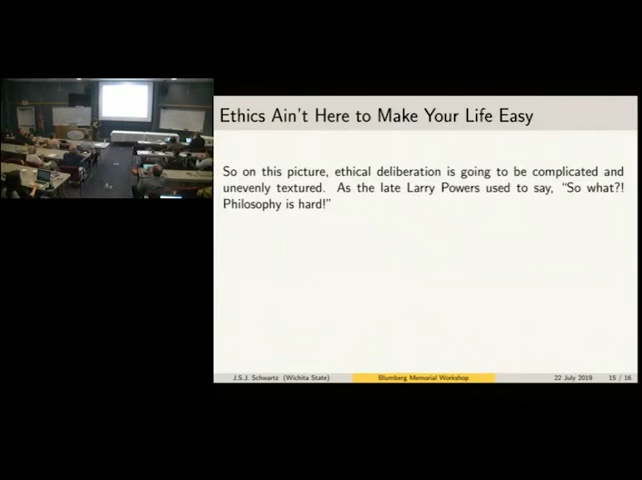 Ethics Ain't Here to Make Your Life Easy
So on this picture, ethical deliberation is going to be complicated and
unevenly textured. As the late Larry Powers used to say, "So what?!
Philosophy is hard!"
J.S.J. Schwartz (Wichita State) Blumberg Memorial Workshop 22 July 2019 15 / 16